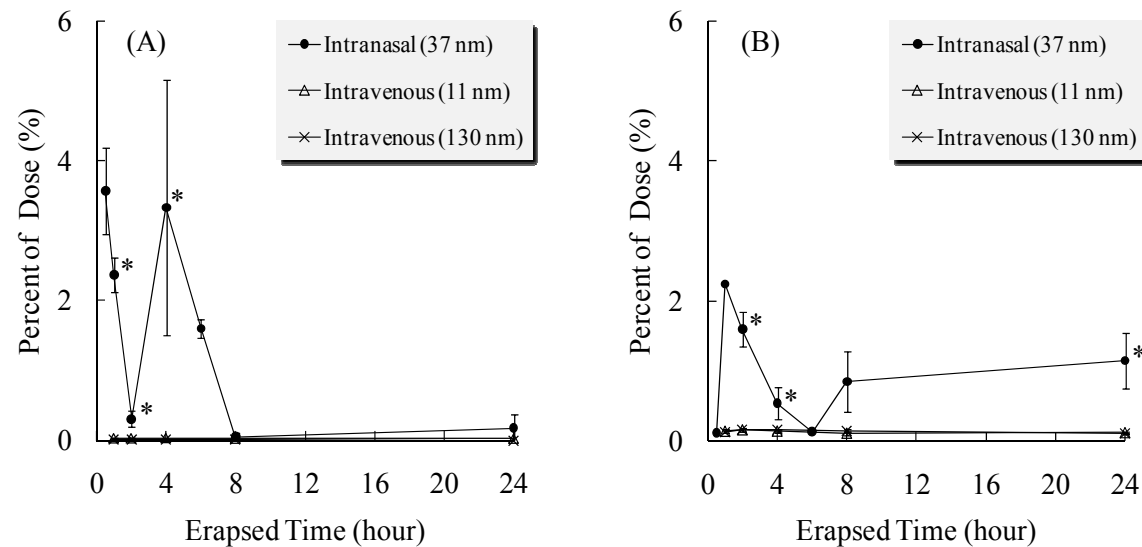 6
(A)
Intranasal (37 nm)
Intravenous (11 nm)
Intravenous (130 nm)
4
2
0
Percent of Dose (%)
*
*
*
0 4 8 12 16 20 24
Erapsed Time (hour)
6
(B)
Intranasal (37 nm)
Intravenous (11 nm)
Intravenous (130 nm)
4
2
0
Percent of Dose (%)
*
*
*
0 4 8 12 16 20 24
Erapsed Time (hour)